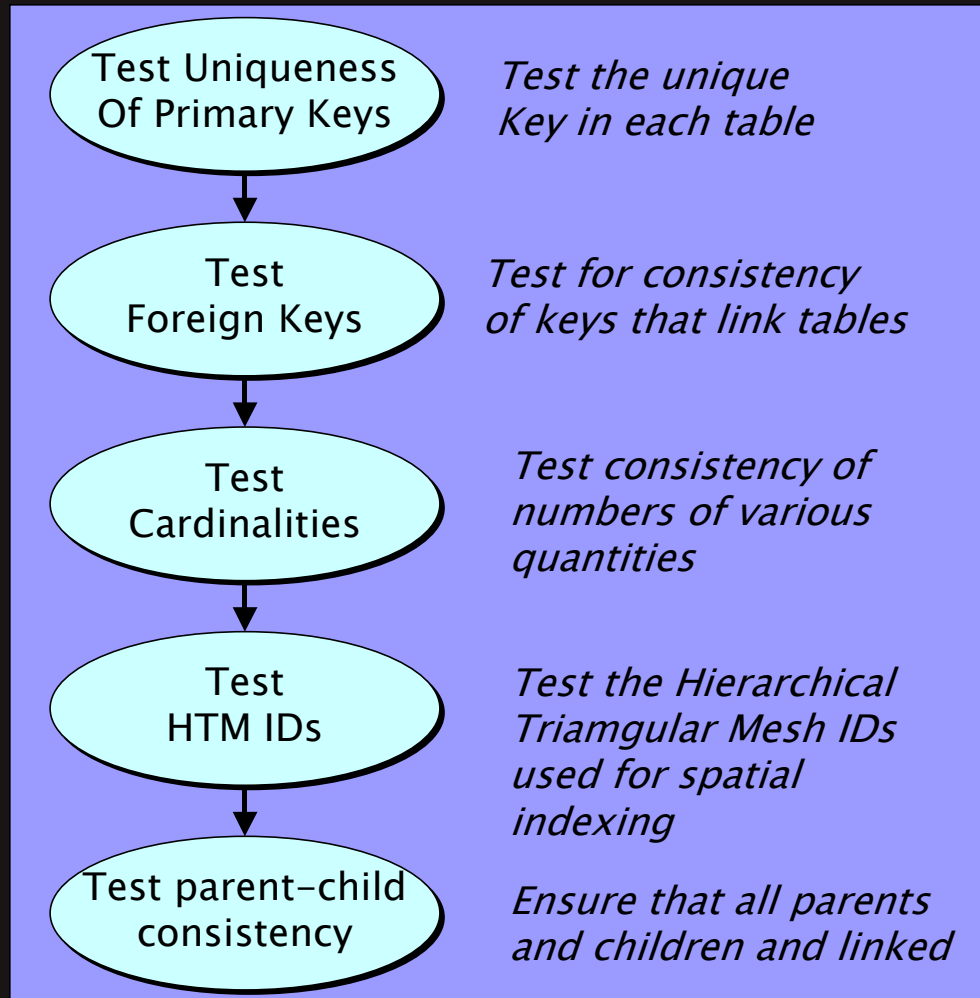 Test Uniqueness
Of Primary Keys
Test the unique
Key in each table
Test
Foreign Keys
Test for consistency
of keys that link tables
Test
Cardinalities
Test consistency of
numbers of various
quantities
Test
HTM IDs
Test the Hierarchical
Triamgular Mesh IDs
used for spatial
indexing
Test parent–child
consistency
Ensure that all parents
and children and linked